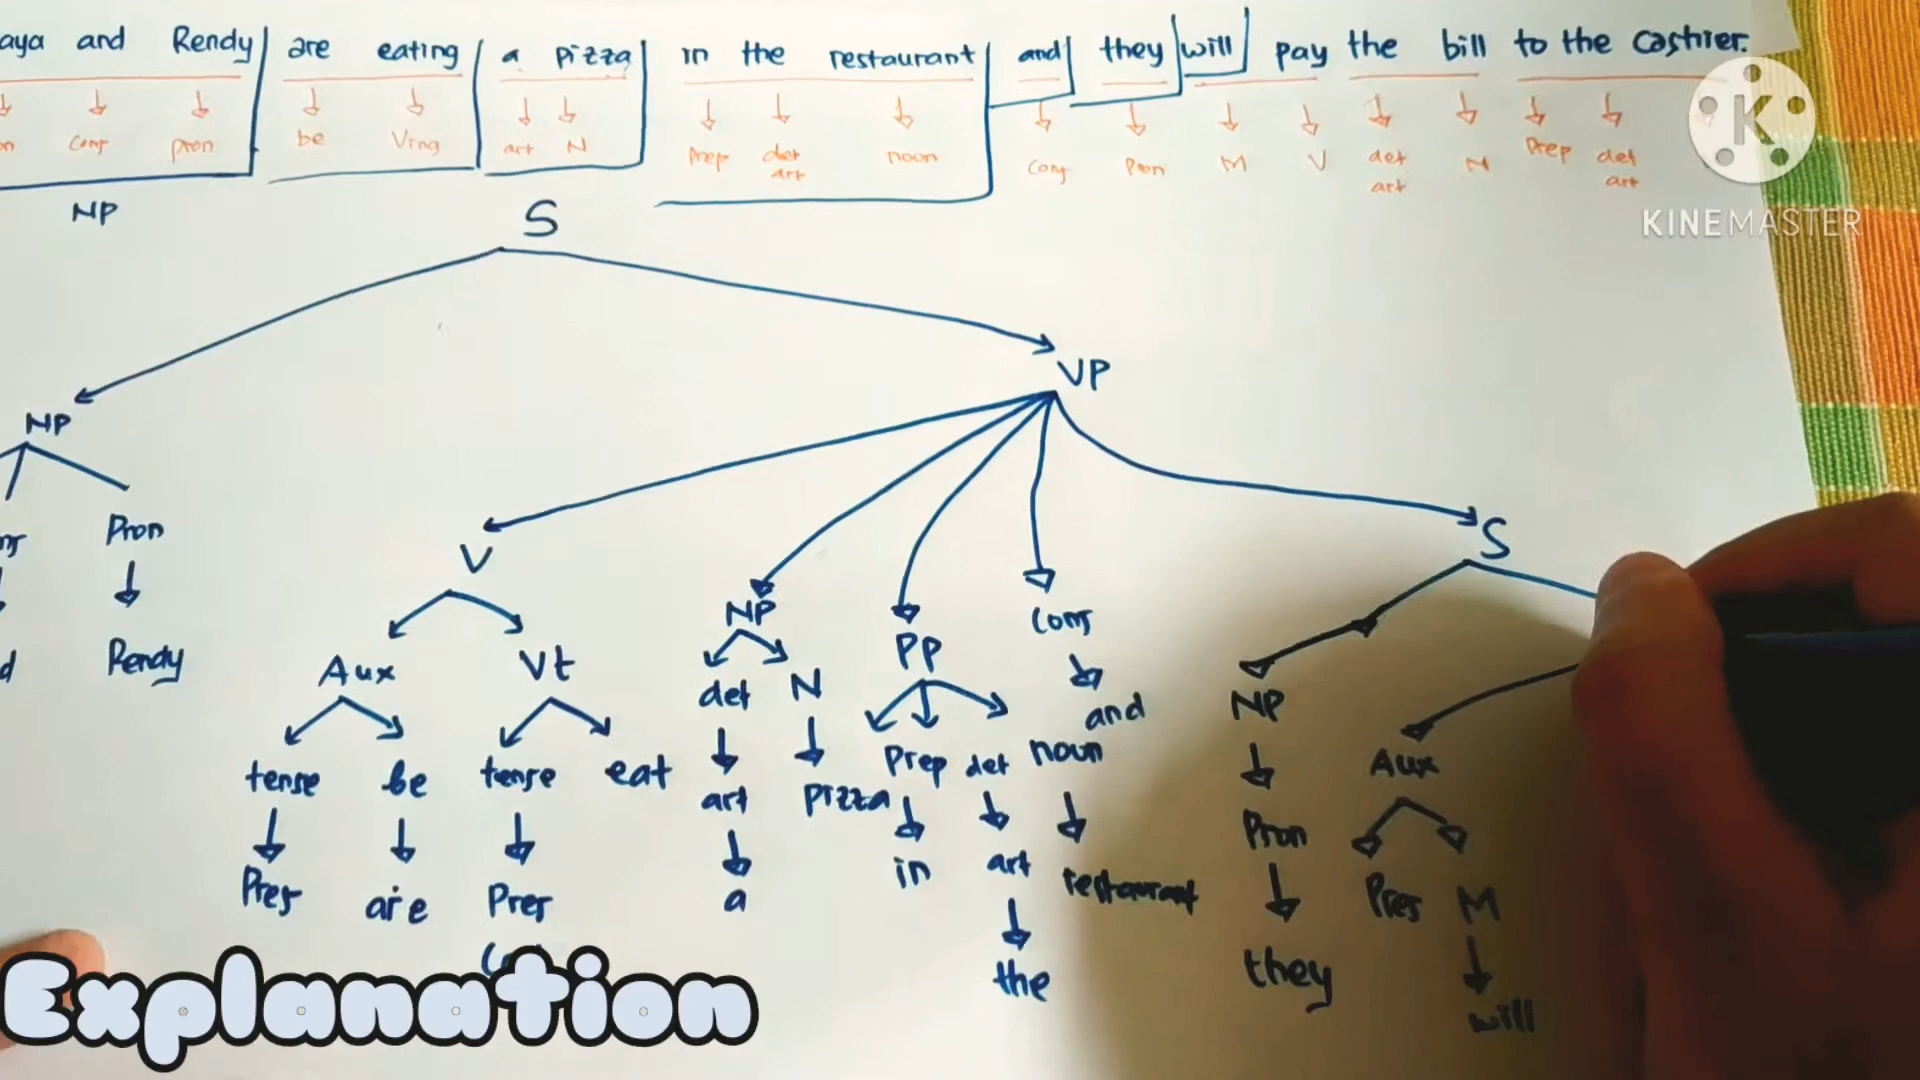 aya and Rendy are eating a pizza in the restaurant and they will pay the bill to the cashier.
on Conj pron be Ving art N Prep det noun Conj Pron M V det N Prep det
art art art
NP
S
KINEMASTER
VP
NP
S
Pron V NP PP Conj
Rendy Aux Vt det N and NP
tense be tense eat art pizza Prep det noun Pron Aux
Pres are Pres a in art restaurant they Pres M
the will
Explanation